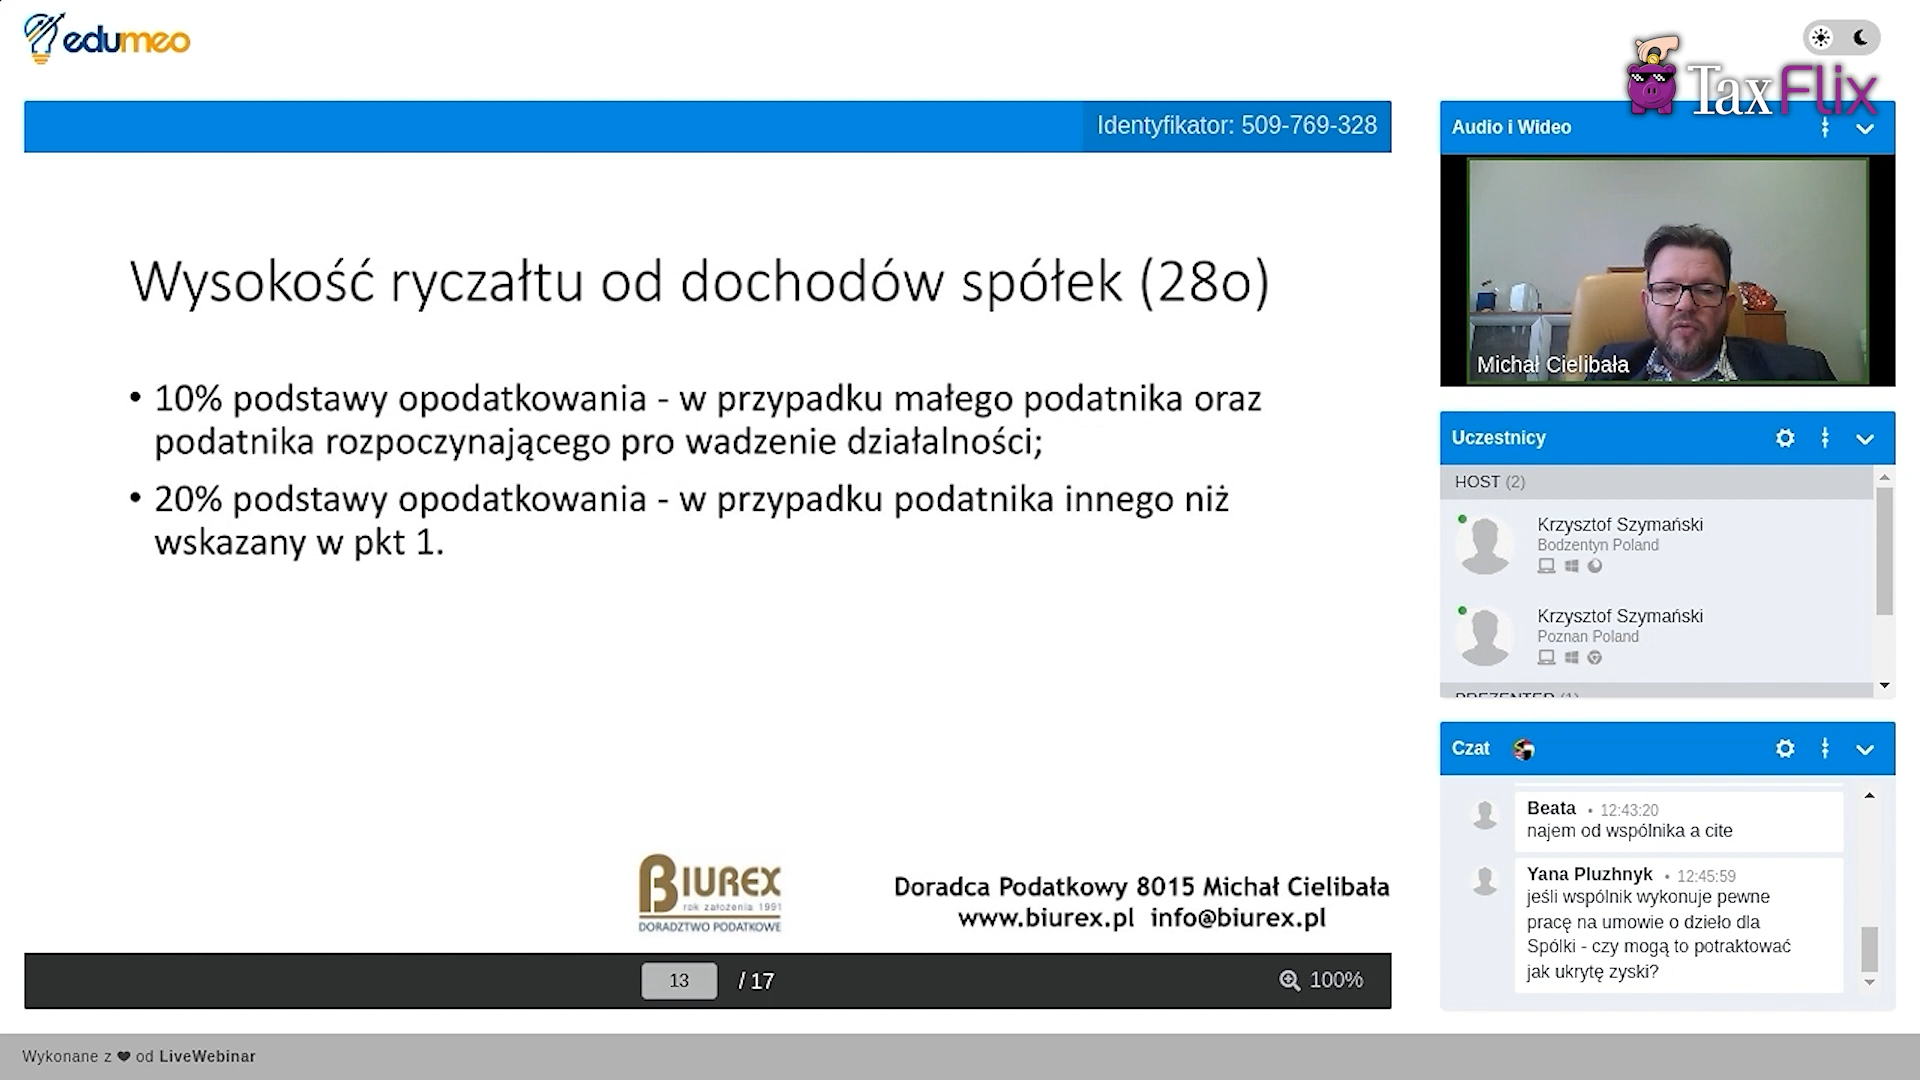 edumeo
TaxFlix
Identyfikator: 509-769-328
Wysokość ryczałtu od dochodów spółek (28o)
• 10% podstawy opodatkowania - w przypadku małego podatnika oraz
podatnika rozpoczynającego pro wadzenie działalności;
• 20% podstawy opodatkowania - w przypadku podatnika innego niż
wskazany w pkt 1.
BIUREX
rok założenia 1991
DORADZTWO PODATKOWE
Doradca Podatkowy 8015 Michał Cielibała
www.biurex.pl info@biurex.pl
13 / 17
100%
Audio i Wideo
Michał Cielibała
Uczestnicy
HOST (2)
Krzysztof Szymański
Bodzentyn Poland
Krzysztof Szymański
Poznan Poland
PREZENTER (1)
Czat
Beata • 12:43:20
najem od wspólnika a cite
Yana Pluzhnyk • 12:45:59
jeśli wspólnik wykonuje pewne
pracę na umowie o dzieło dla
Spólki - czy mogą to potraktować
jak ukrytę zyski?
Wykonane z ❤ od LiveWebinar